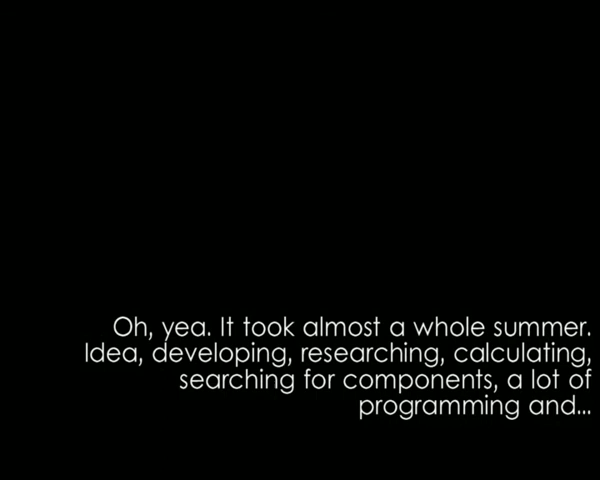 Oh, yea. It took almost a whole summer.
Idea, developing, researching, calculating,
searching for components, a lot of
programming and...